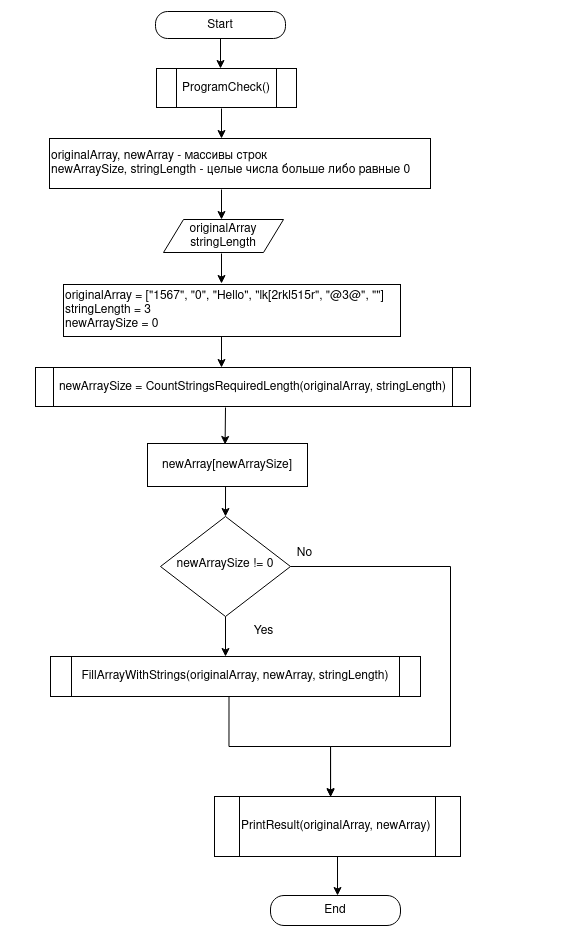 Start
ProgramCheck()
originalArray, newArray - массивы строк
newArraySize, stringLength - целые числа больше либо равные 0
originalArray
stringLength
originalArray = ["1567", "0", "Hello", "lk[2rkl515r", "@3@", ""]
stringLength = 3
newArraySize = 0
newArraySize = CountStringsRequiredLength(originalArray, stringLength)
newArray[newArraySize]
No
newArraySize != 0
Yes
FillArrayWithStrings(originalArray, newArray, stringLength)
PrintResult(originalArray, newArray)
End